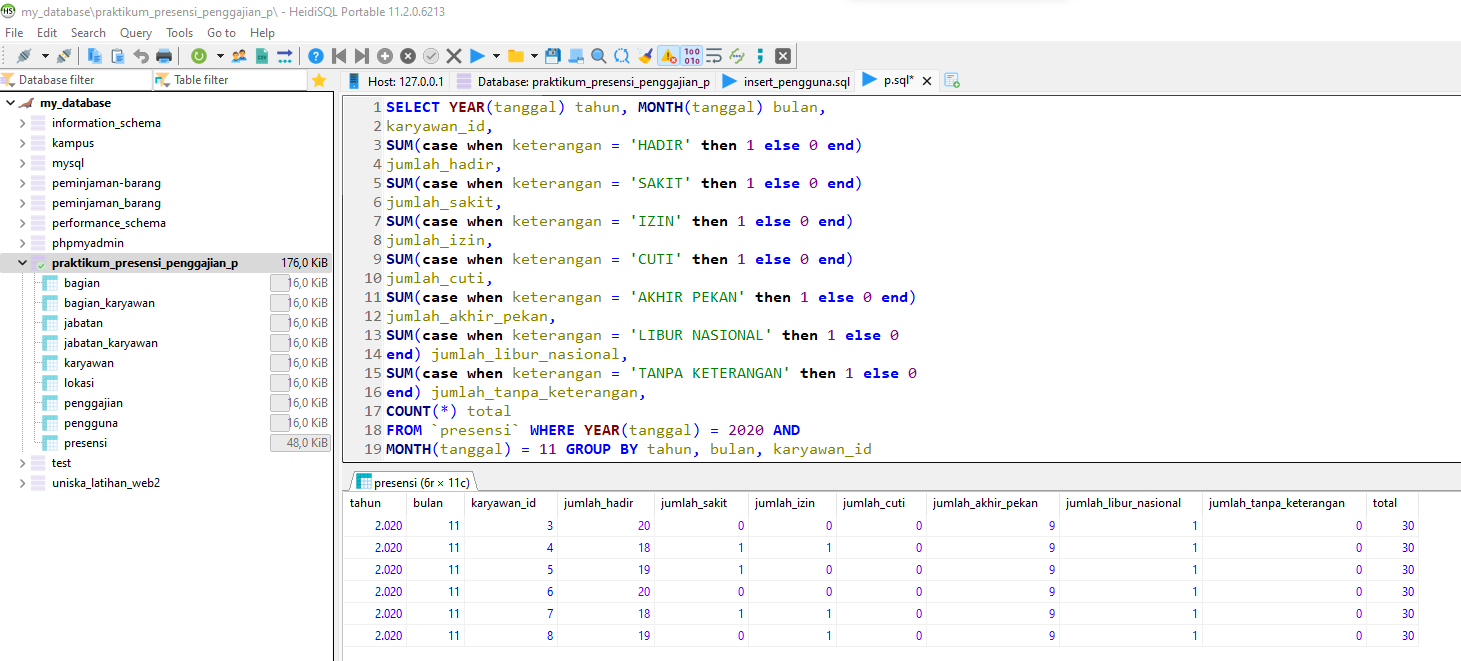 my_database\praktikum_presensi_penggajian_p\ - HeidiSQL Portable 11.2.0.6213
File Edit Search Query Tools Go to Help
Database filter Table filter Host: 127.0.0.1 Database: praktikum_presensi_penggajian_p insert_pengguna.sql p.sql*
my_database
information_schema
kampus
mysql
peminjaman-barang
peminjaman_barang
performance_schema
phpmyadmin
praktikum_presensi_penggajian_p 176,0 KiB
bagian 16,0 KiB
bagian_karyawan 16,0 KiB
jabatan 16,0 KiB
jabatan_karyawan 16,0 KiB
karyawan 16,0 KiB
lokasi 16,0 KiB
penggajian 16,0 KiB
pengguna 16,0 KiB
presensi 48,0 KiB
test
uniska_latihan_web2
1 SELECT YEAR(tanggal) tahun, MONTH(tanggal) bulan,
2 karyawan_id,
3 SUM(case when keterangan = 'HADIR' then 1 else 0 end)
4 jumlah_hadir,
5 SUM(case when keterangan = 'SAKIT' then 1 else 0 end)
6 jumlah_sakit,
7 SUM(case when keterangan = 'IZIN' then 1 else 0 end)
8 jumlah_izin,
9 SUM(case when keterangan = 'CUTI' then 1 else 0 end)
10 jumlah_cuti,
11 SUM(case when keterangan = 'AKHIR PEKAN' then 1 else 0 end)
12 jumlah_akhir_pekan,
13 SUM(case when keterangan = 'LIBUR NASIONAL' then 1 else 0
14 end) jumlah_libur_nasional,
15 SUM(case when keterangan = 'TANPA KETERANGAN' then 1 else 0
16 end) jumlah_tanpa_keterangan,
17 COUNT(*) total
18 FROM `presensi` WHERE YEAR(tanggal) = 2020 AND
19 MONTH(tanggal) = 11 GROUP BY tahun, bulan, karyawan_id
presensi (6r × 11c)
tahun bulan karyawan_id jumlah_hadir jumlah_sakit jumlah_izin jumlah_cuti jumlah_akhir_pekan jumlah_libur_nasional jumlah_tanpa_keterangan total
2.020 11 3 20 0 0 0 9 1 0 30
2.020 11 4 18 1 1 0 9 1 0 30
2.020 11 5 19 1 0 0 9 1 0 30
2.020 11 6 20 0 0 0 9 1 0 30
2.020 11 7 18 1 1 0 9 1 0 30
2.020 11 8 19 0 1 0 9 1 0 30